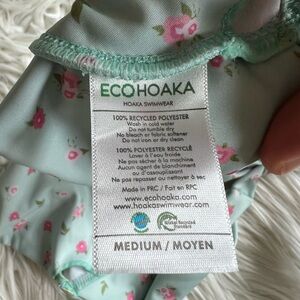 ECOHOAKA
HOAKA SWIMWEAR
100% RECYCLED POLYESTER
Wash in cold water
Do not tumble dry
No bleach or fabric softener
Do not iron or dry clean
100% POLYESTER RECYCLÉ
Laver à l'eau froide
Ne pas sécher à la machine
Aucun agent de blanchiment
ou d'assouplissant
Ne pas repasser ou nettoyer à sec
Made in PRC / Fait en RPC
www.ecohoaka.com
www.hoakaswimwear.com
Global Recycled
Standard
MEDIUM / MOYEN